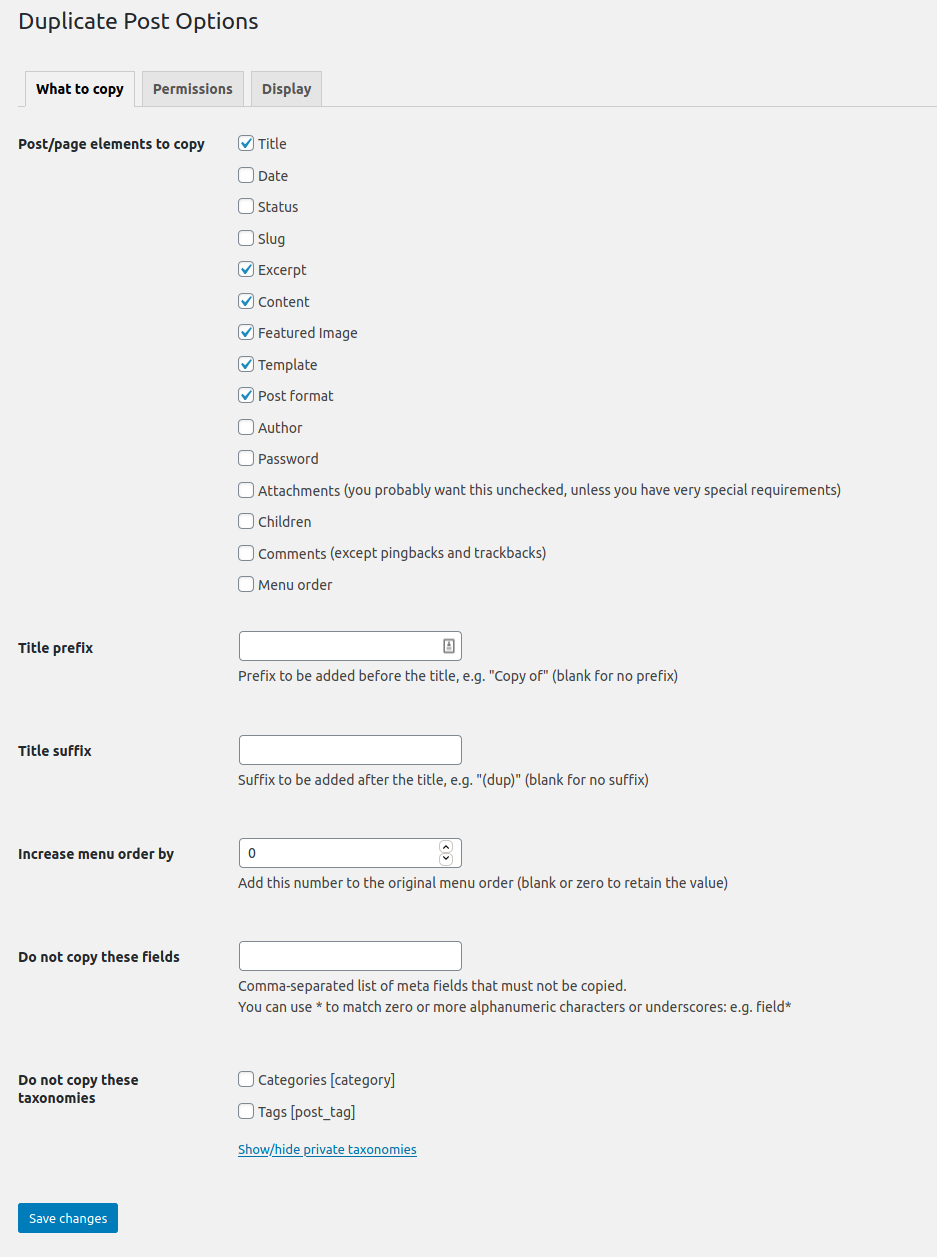 Duplicate Post Options
What to copy
Permissions
Display
Post/page elements to copy
Title
Date
Status
Slug
Excerpt
Content
Featured Image
Template
Post format
Author
Password
Attachments (you probably want this unchecked, unless you have very special requirements)
Children
Comments (except pingbacks and trackbacks)
Menu order
Title prefix
Prefix to be added before the title, e.g. "Copy of" (blank for no prefix)
Title suffix
Suffix to be added after the title, e.g. "(dup)" (blank for no suffix)
Increase menu order by
0
Add this number to the original menu order (blank or zero to retain the value)
Do not copy these fields
Comma-separated list of meta fields that must not be copied.
You can use * to match zero or more alphanumeric characters or underscores: e.g. field*
Do not copy these
taxonomies
Categories [category]
Tags [post_tag]
Show/hide private taxonomies
Save changes